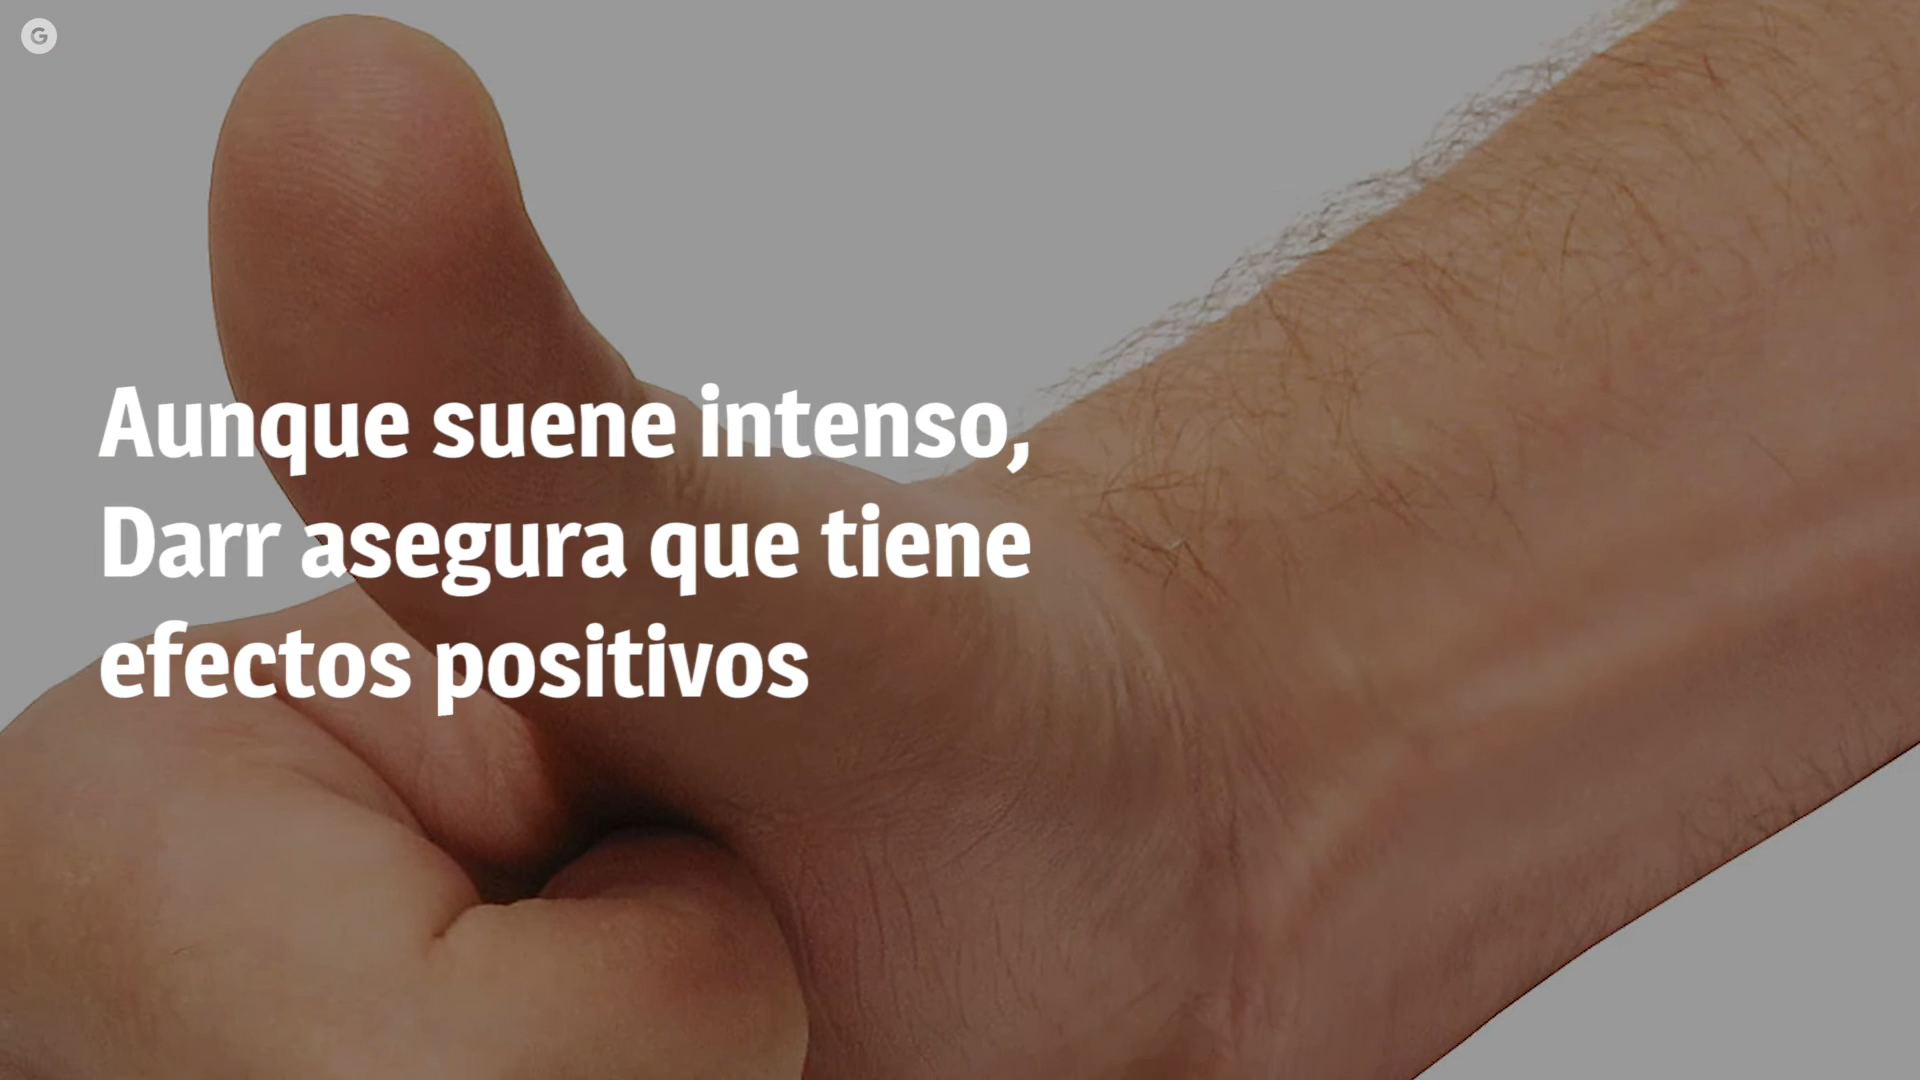 G
Aunque suene intenso,
Darr asegura que tiene
efectos positivos